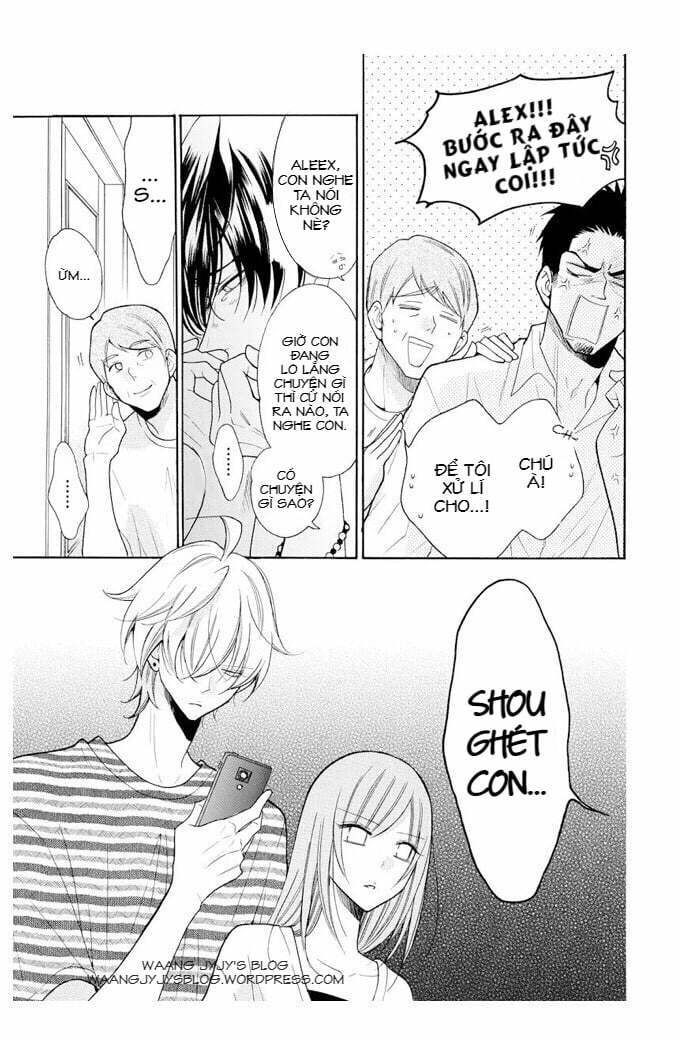 ALEX!!!
BƯỚC RA ĐÂY
NGAY LẬP TỨC
COI!!!
CHÚ
À!
ĐỂ TÔI
XỬ LÍ
CHO...!
ALEEX,
CON NGHE
TA NÓI
KHÔNG
NÈ?
GIỜ CON
ĐANG
LO LẮNG
CHUYỆN GÌ
THÌ CỨ NÓI
RA NÀO, TA
NGHE CON.
CÓ
CHUYỆN
GÌ SAO?
......
...
S...
ỪM...
......
SHOU
GHÉT
CON...
WAANG JYJY'S BLOG
WAANGJYJYSBLOG.WORDPRESS.COM